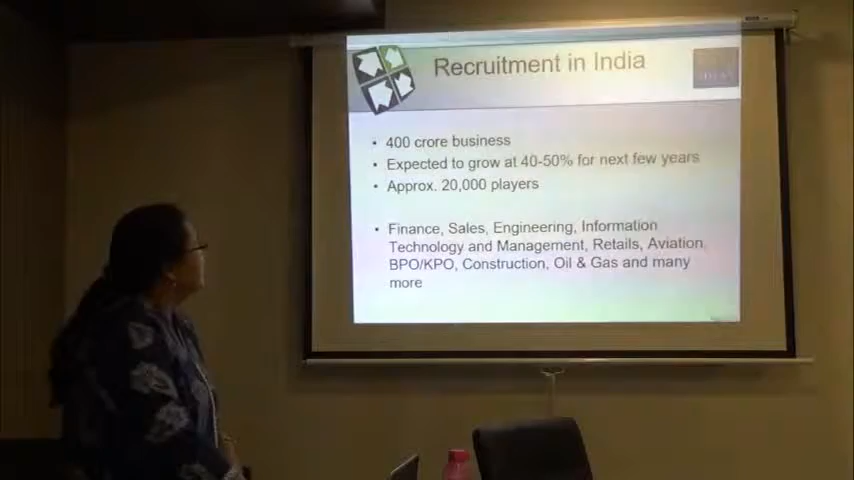 Recruitment in India
• 400 crore business
• Expected to grow at 40-50% for next few years
• Approx. 20,000 players
• Finance, Sales, Engineering, Information
Technology and Management, Retails, Aviation,
BPO/KPO, Construction, Oil & Gas and many
more